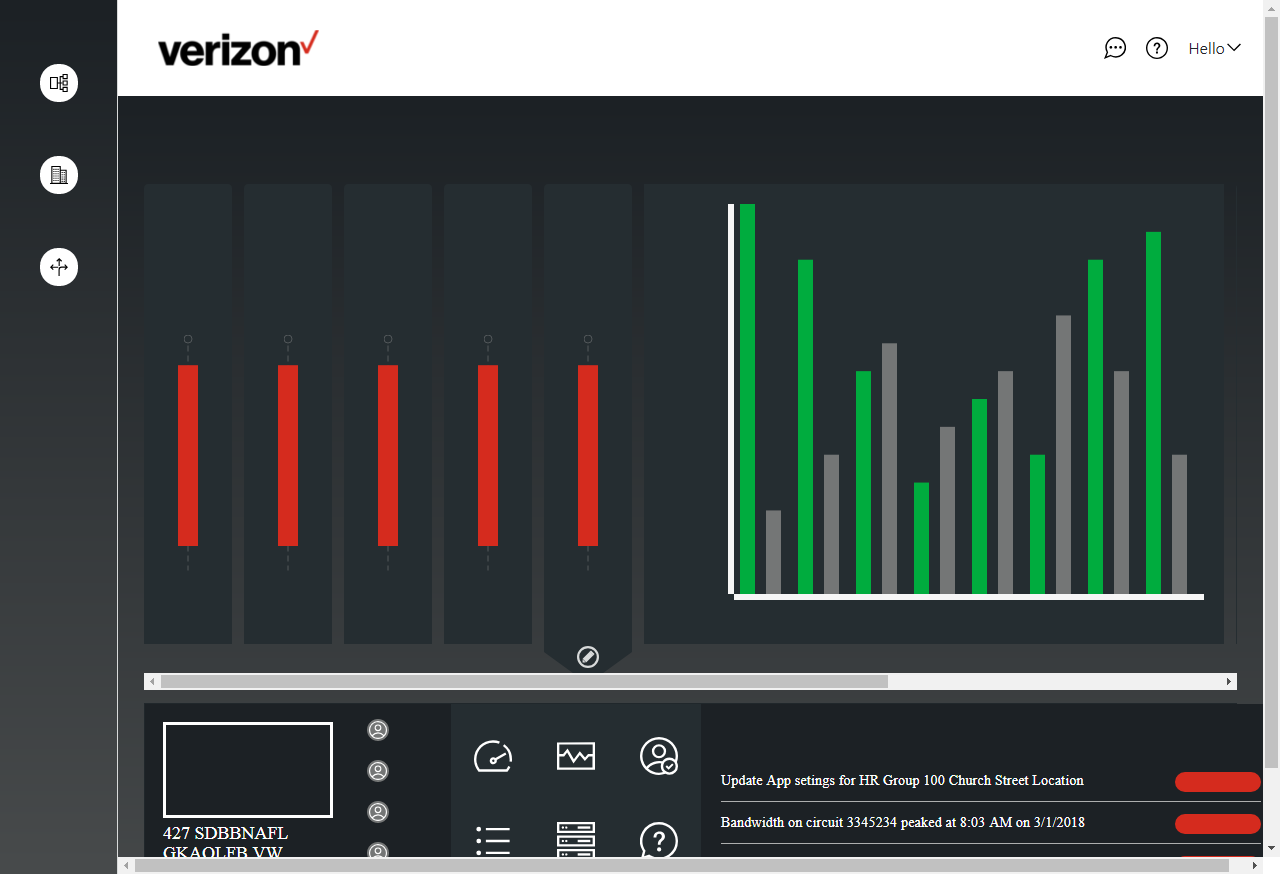 verizon
Hello
Update App setings for HR Group 100 Church Street Location
Bandwidth on circuit 3345234 peaked at 8:03 AM on 3/1/2018
427 SDBBNAFL
GKAOLFB VW